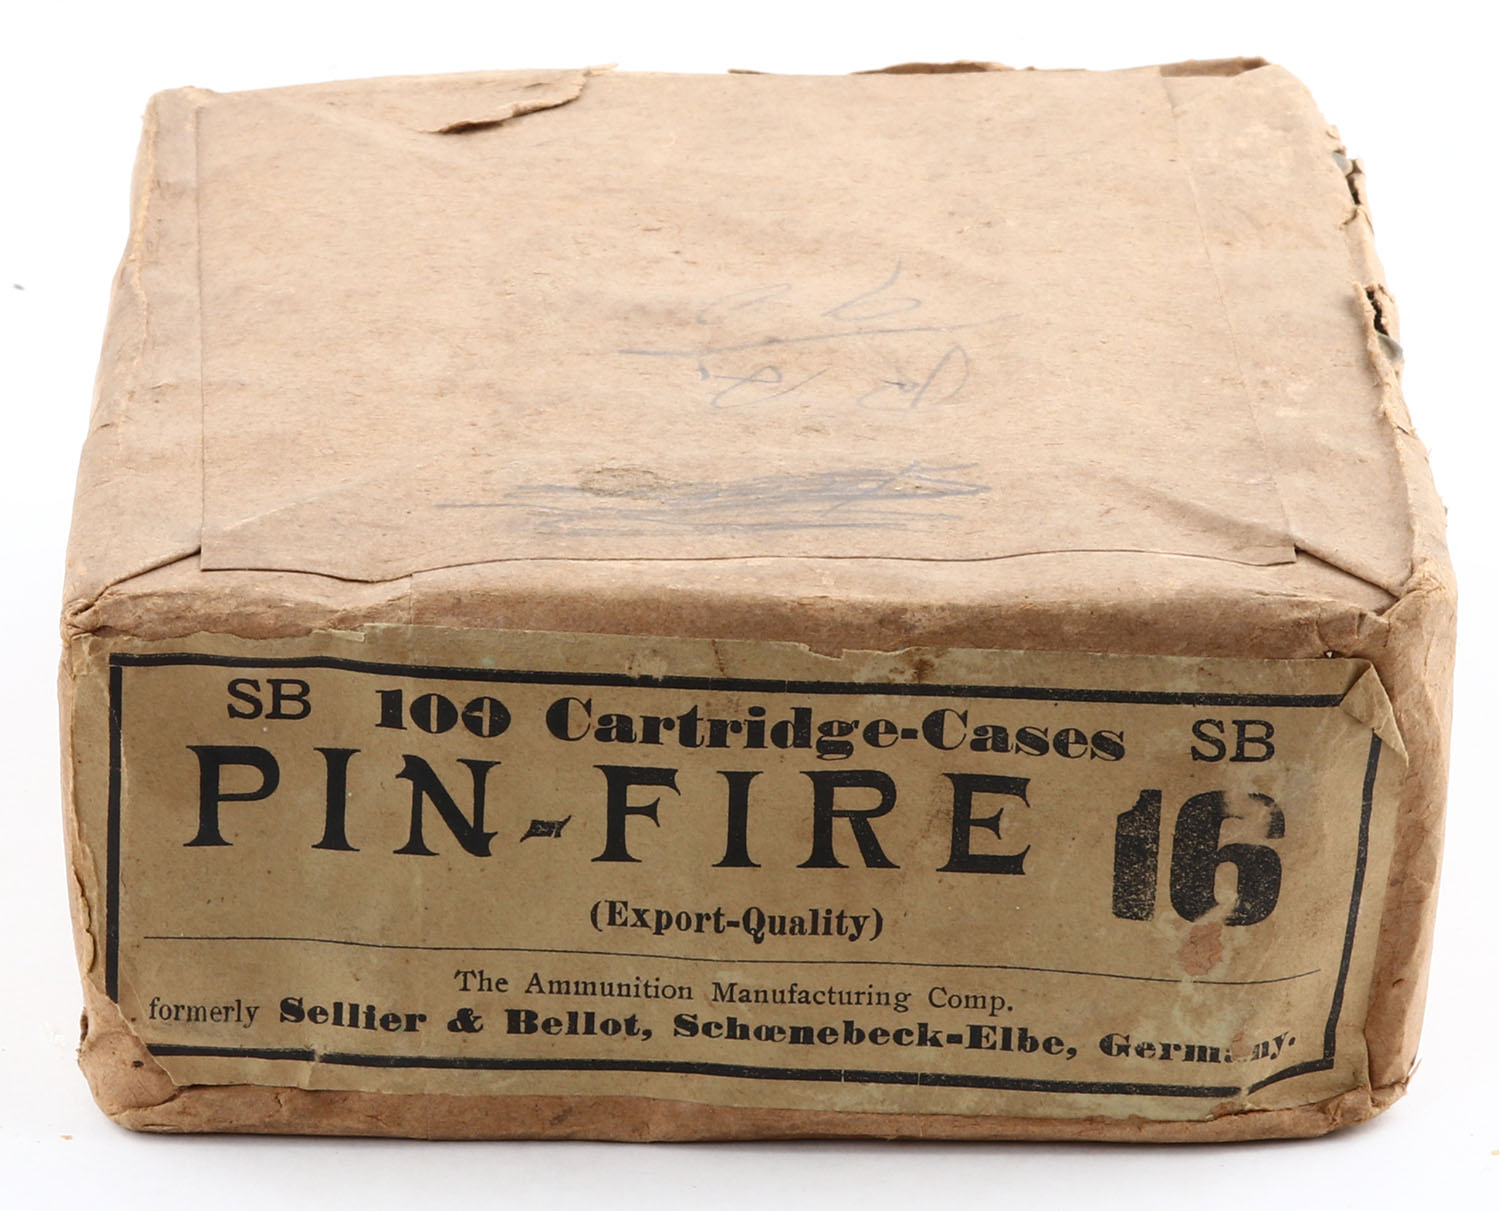 SB 100 Cartridge-Cases SB
PIN-FIRE 16
(Export-Quality)
The Ammunition Manufacturing Comp.
formerly Sellier & Bellot, Schœnebeck-Elbe, Germany.